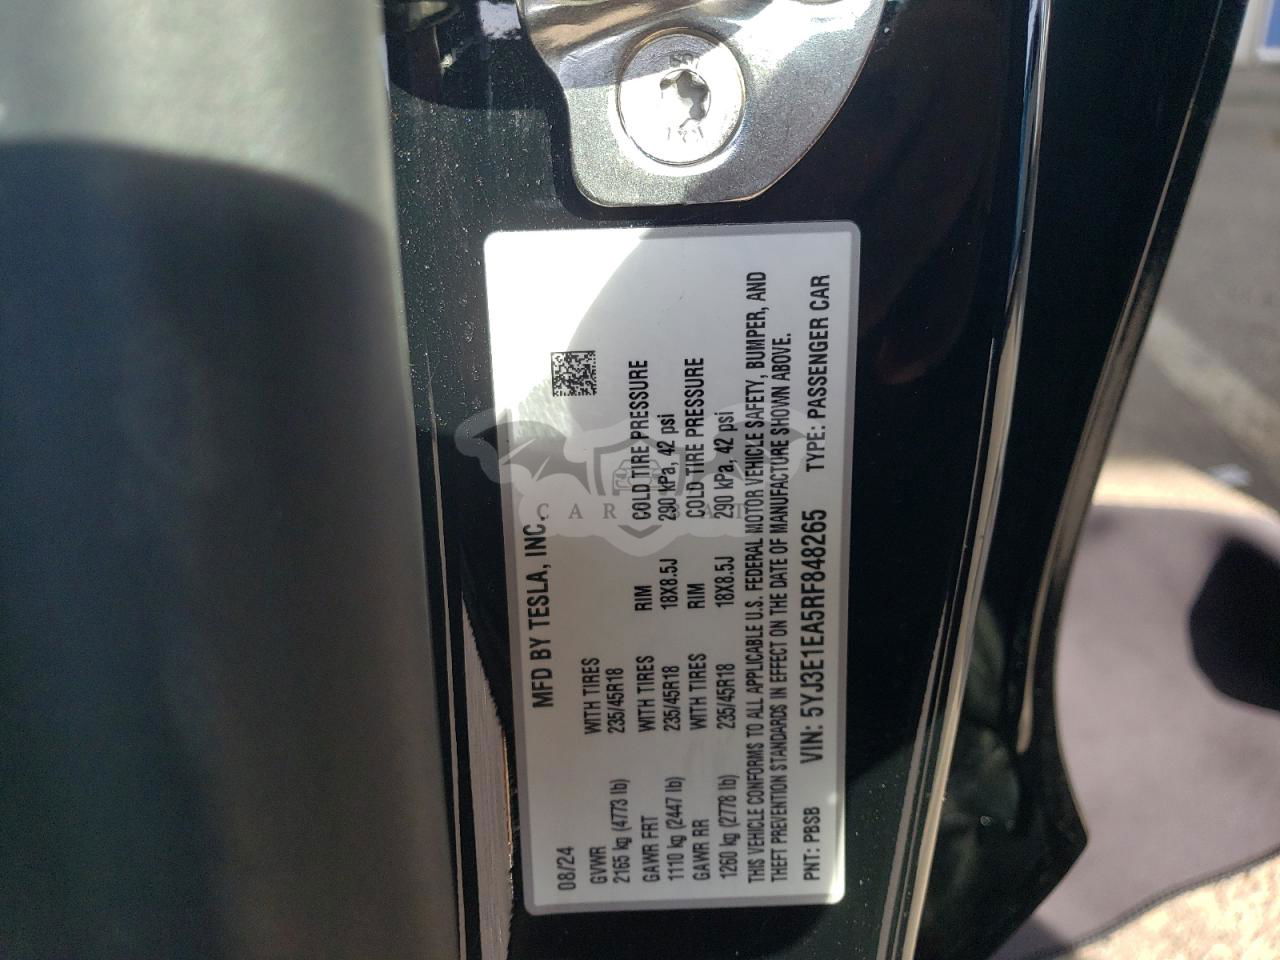 MFD BY TESLA, INC.
08/24
GVWR WITH TIRES
2165 kg (4773 lb) 235/45R18
GAWR FRT WITH TIRES RIM COLD TIRE PRESSURE
1110 kg (2447 lb) 235/45R18 18X8.5J 290 kPa, 42 psi
GAWR RR WITH TIRES RIM COLD TIRE PRESSURE
1260 kg (2778 lb) 235/45R18 18X8.5J 290 kPa, 42 psi
THIS VEHICLE CONFORMS TO ALL APPLICABLE U.S. FEDERAL MOTOR VEHICLE SAFETY, BUMPER, AND
THEFT PREVENTION STANDARDS IN EFFECT ON THE DATE OF MANUFACTURE SHOWN ABOVE.
PNT: PBSB VIN: 5YJ3E1EA5RF848265 TYPE: PASSENGER CAR
CAR BAT